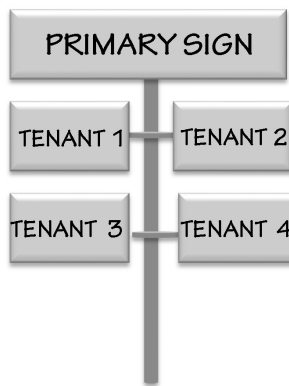 PRIMARY SIGN
TENANT 1
TENANT 2
TENANT 3
TENANT 4